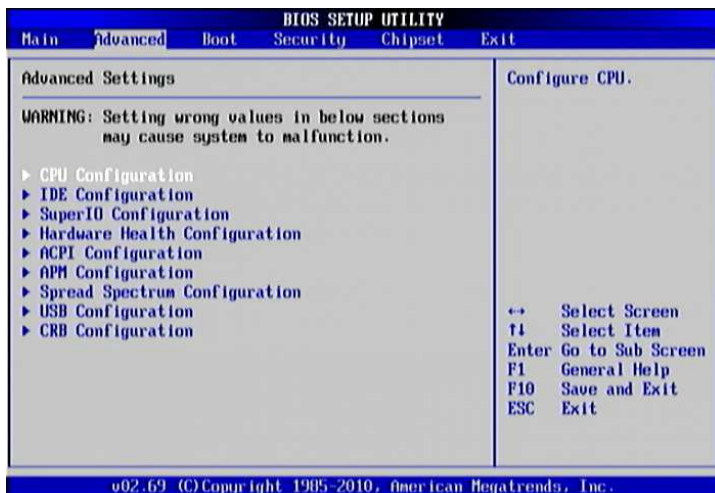 BIOS SETUP UTILITY
Main Advanced Boot Security Chipset Exit
Advanced Settings
WARNING: Setting wrong values in below sections
may cause system to malfunction.
▶ CPU Configuration
▶ IDE Configuration
▶ SuperIO Configuration
▶ Hardware Health Configuration
▶ ACPI Configuration
▶ APM Configuration
▶ Spread Spectrum Configuration
▶ USB Configuration
▶ CRB Configuration
Configure CPU.
↔ Select Screen
↑↓ Select Item
Enter Go to Sub Screen
F1 General Help
F10 Save and Exit
ESC Exit
v02.69 (C)Copyright 1985-2010, American Megatrends, Inc.